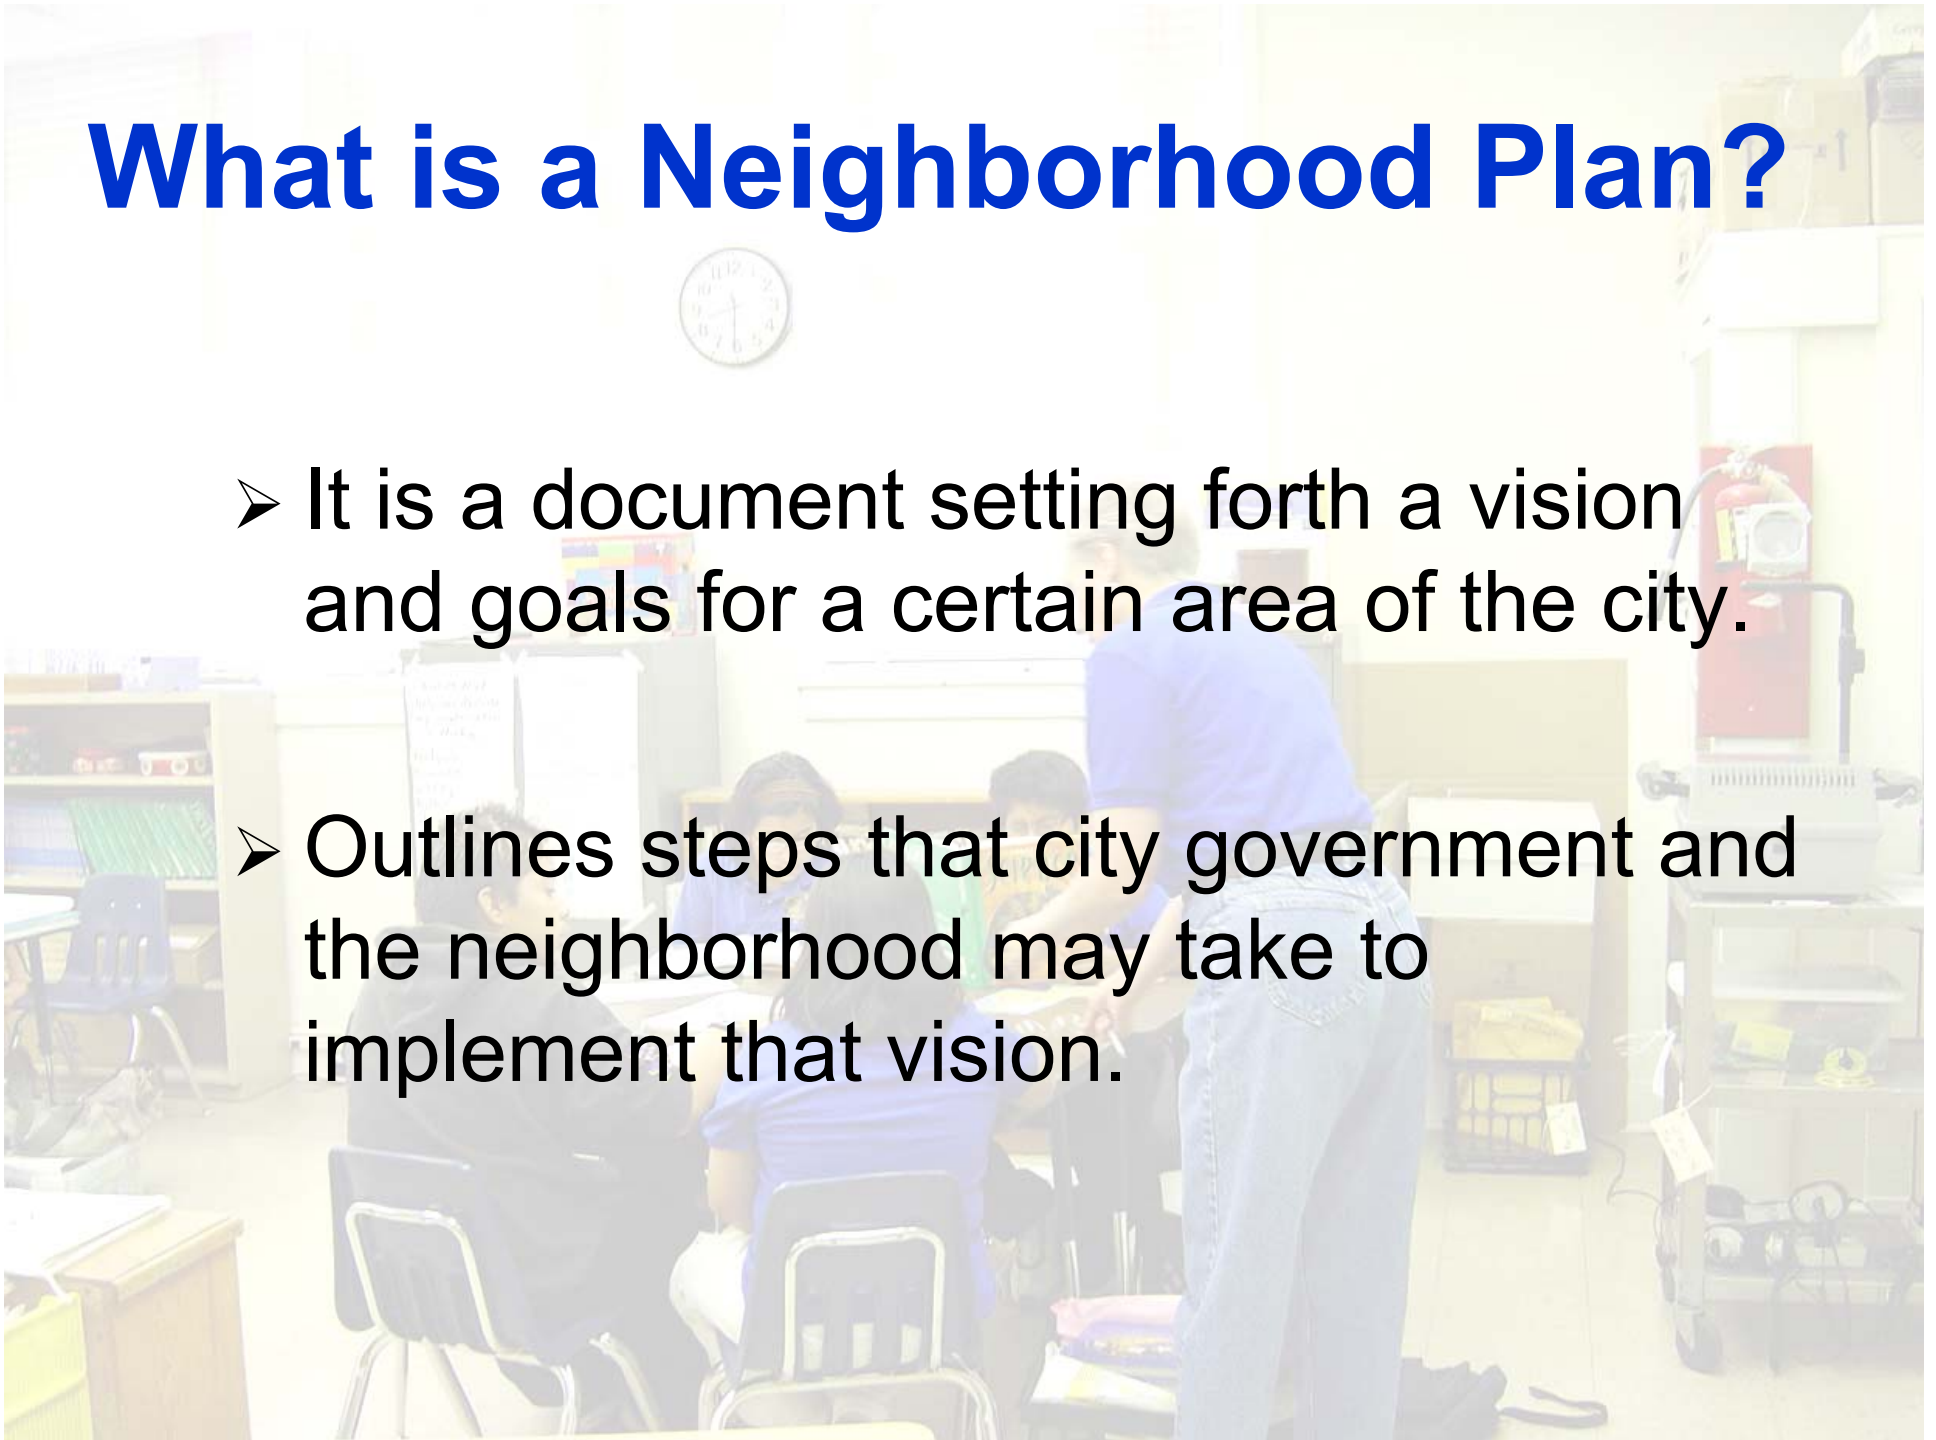 What is a Neighborhood Plan?
➢ It is a document setting forth a vision
and goals for a certain area of the city.
➢ Outlines steps that city government and
the neighborhood may take to
implement that vision.